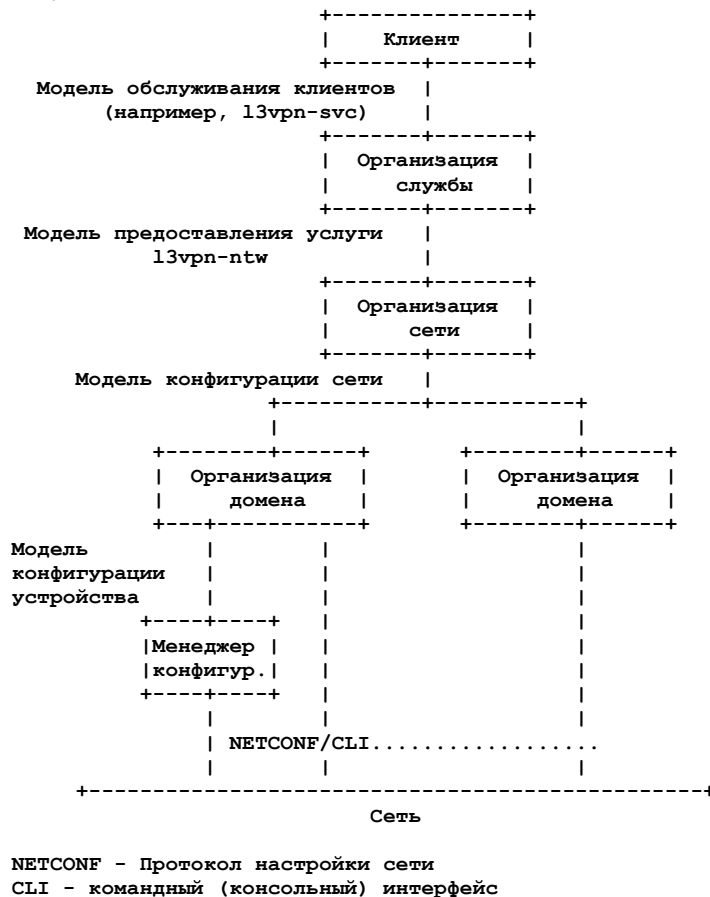 Клиент
Модель обслуживания клиентов
(например, l3vpn-svc)
Организация
службы
Модель предоставления услуги
l3vpn-ntw
Организация
сети
Модель конфигурации сети
Организация Организация
домена домена
Модель
конфигурации
устройства
Менеджер
конфигур.
NETCONF/CLI..................
Сеть
NETCONF - Протокол настройки сети
CLI - командный (консольный) интерфейс